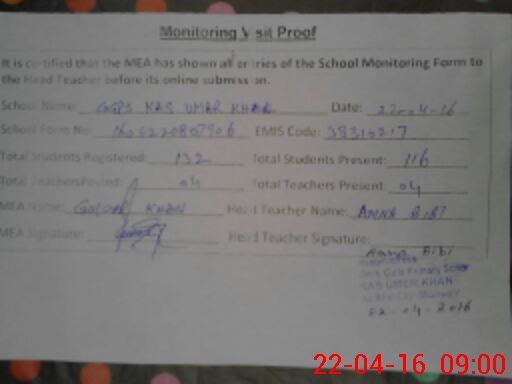 Monitoring Visit Proof
It is certified that the MEA has shown all entries of the School Monitoring Form to
the Head Teacher before its online submission.
School Name: GGPS KAS UMAR KHAN Date: 22-04-16
School Form No: 1604220807906 EMIS Code: 38310217
Total Students Registered: 132 Total Students Present: 116
Total Teachers Posted: 04 Total Teachers Present: 04
MEA Name: KHAN Head Teacher Name: AMNA BIBI
MEA Signature: Head Teacher Signature:
Amna Bibi
Govt. Girls Primary School
KAS UMER KHAN
22-04-2016
22-04-16 09:00